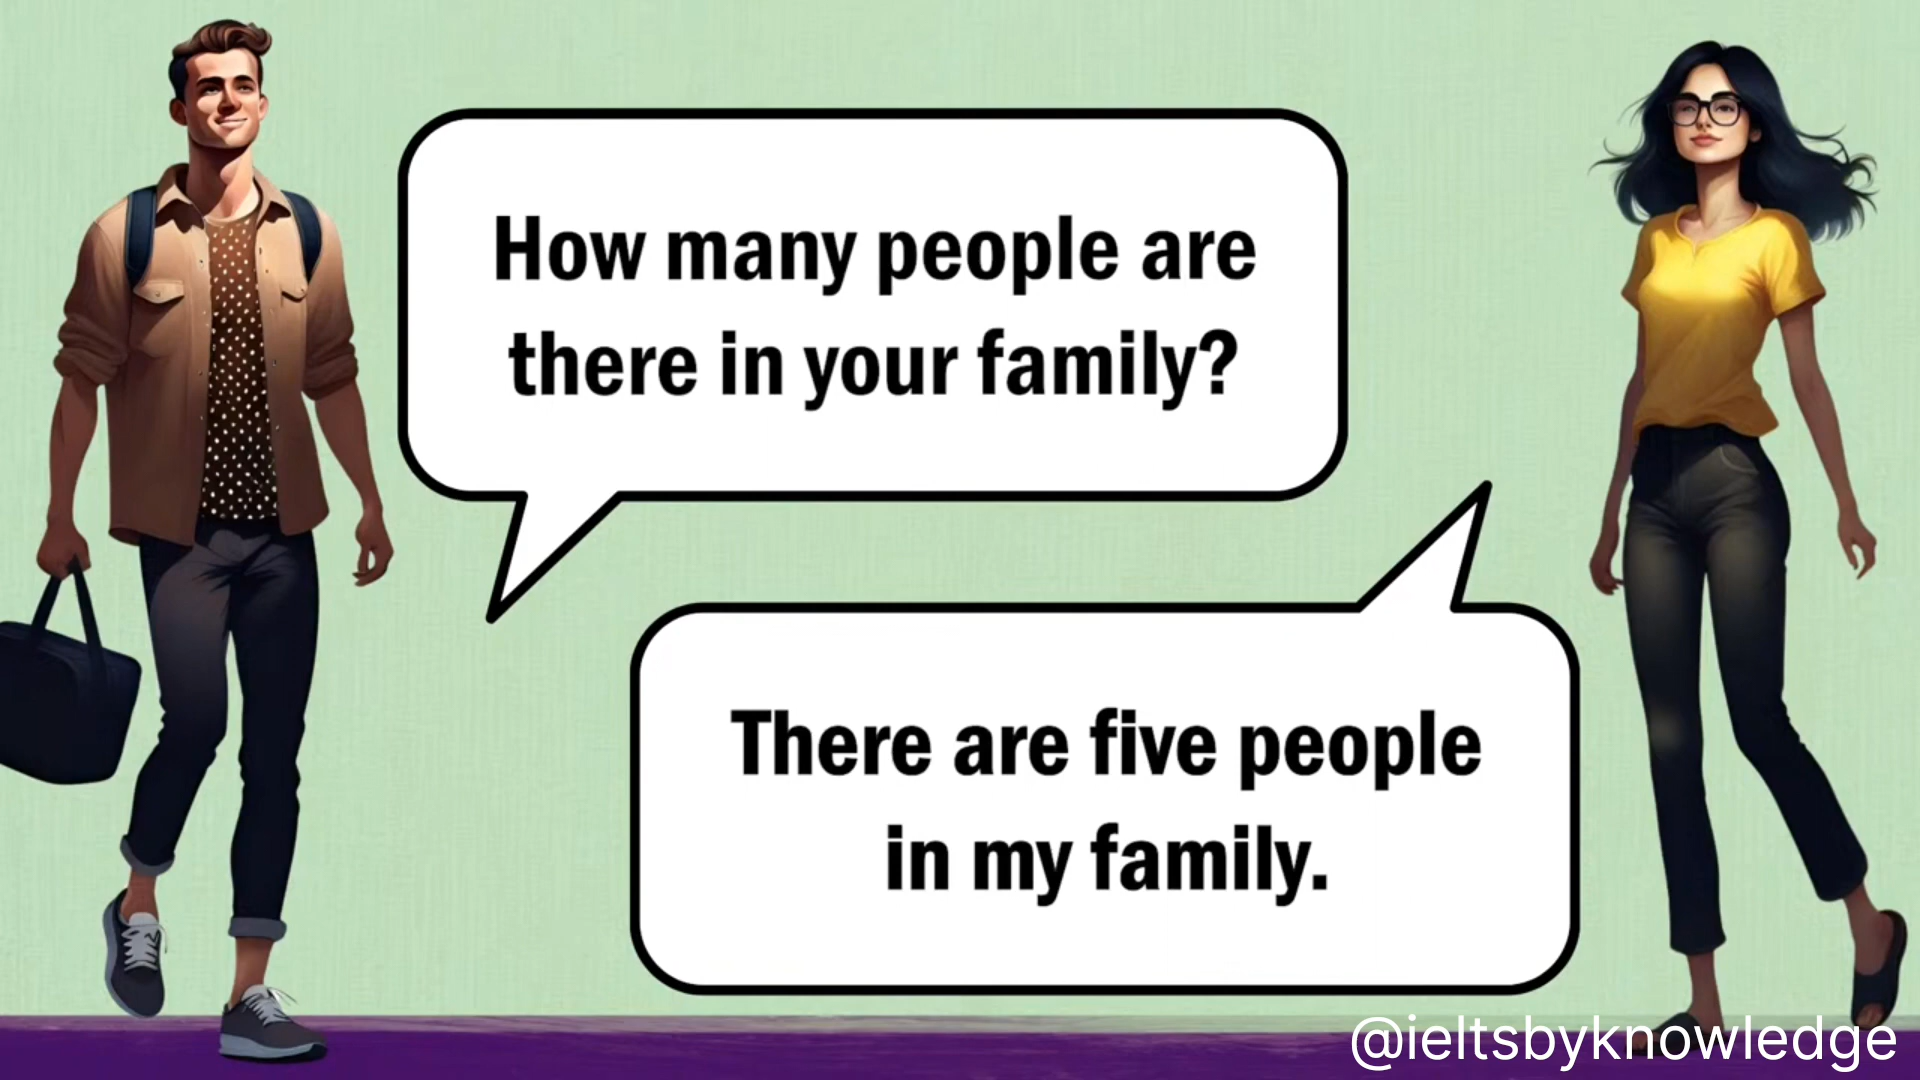 How many people are
there in your family?
There are five people
in my family.
@ieltsbyknowledge